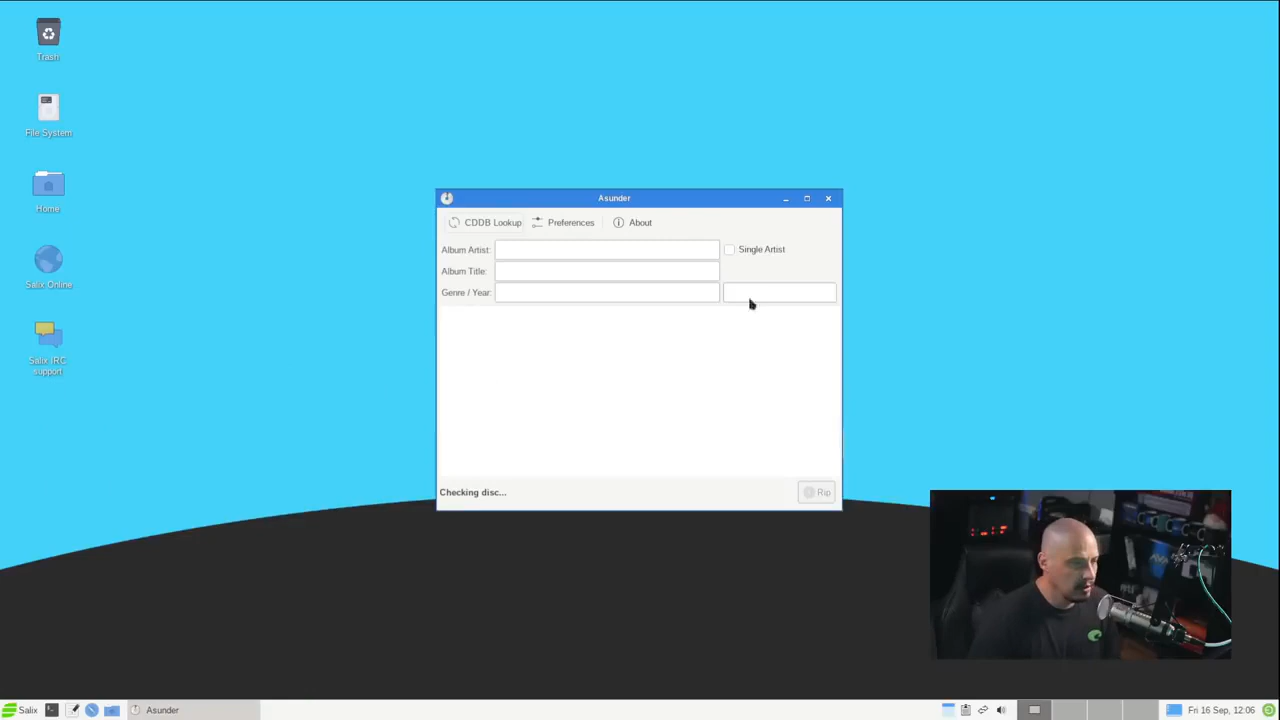 Trash
File System
Home
Salix Online
Salix IRC
support
Asunder
CDDB Lookup Preferences About
Album Artist: Single Artist
Album Title:
Genre / Year:
Checking disc... Rip
Salix Asunder Fri 16 Sep, 12:06